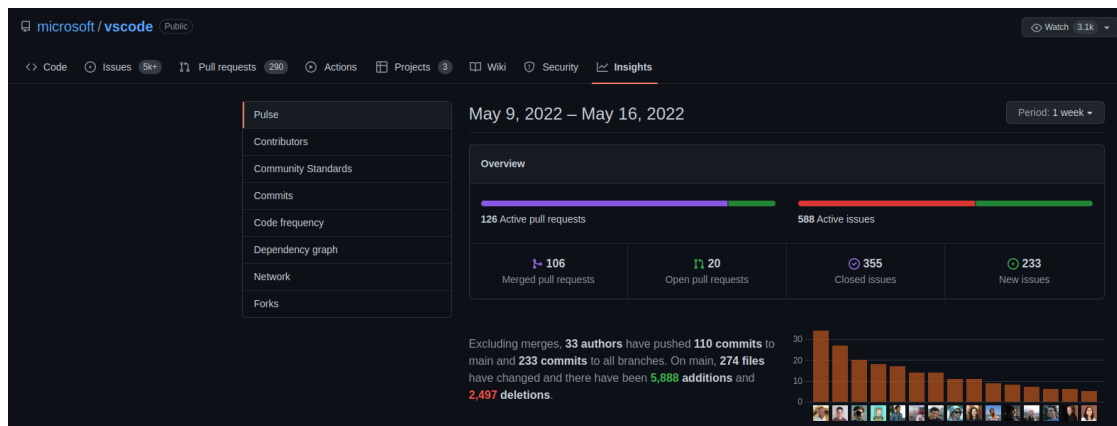 microsoft / vscode Public
Watch 3.1k
Code Issues 5k+ Pull requests 290 Actions Projects 3 Wiki Security Insights
Pulse
Contributors
Community Standards
Commits
Code frequency
Dependency graph
Network
Forks
May 9, 2022 – May 16, 2022
Period: 1 week
Overview
126 Active pull requests
588 Active issues
106
Merged pull requests
20
Open pull requests
355
Closed issues
233
New issues
Excluding merges, 33 authors have pushed 110 commits to
main and 233 commits to all branches. On main, 274 files
have changed and there have been 5,888 additions and
2,497 deletions.
30
20
10
0